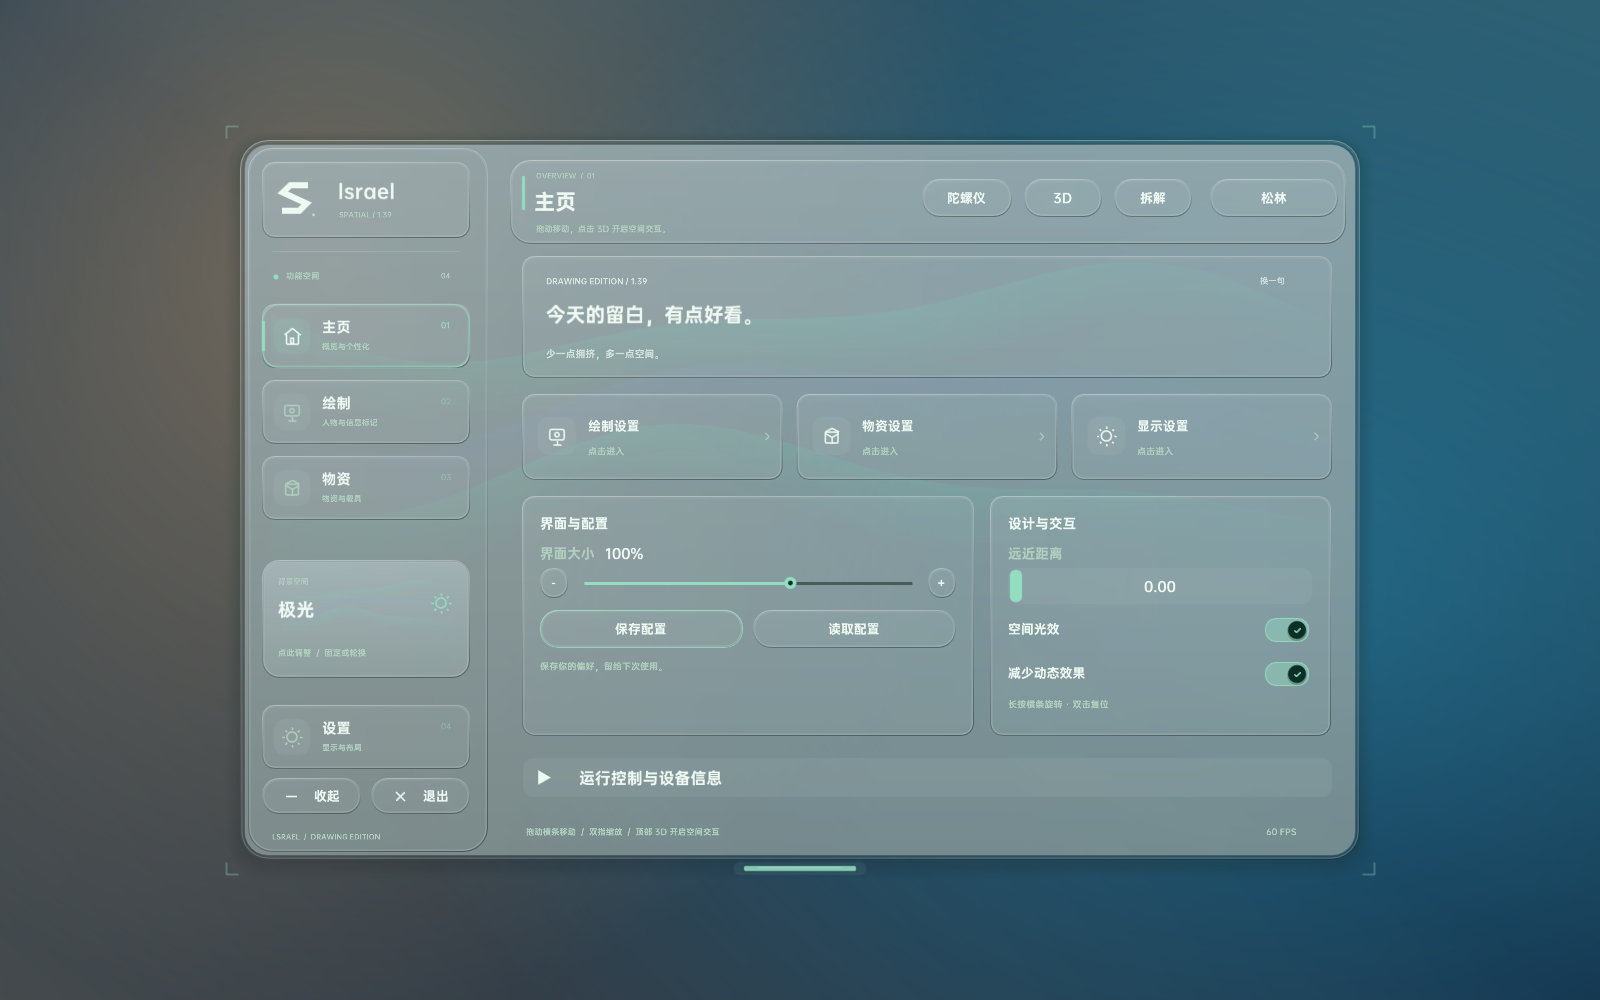 Israel
SPATIAL / 1.39
功能空间 04
主页 01
概览与个性化
绘制 02
人物与信息标记
物资 03
物资与载具
背景空间
极光
点此调整 / 固定或轮换
设置 04
显示与布局
收起
退出
LSRAEL / DRAWING EDITION
OVERVIEW / 01
主页
拖动移动，点击 3D 开启空间交互。
陀螺仪
3D
拆解
松林
DRAWING EDITION / 1.39
换一句
今天的留白，有点好看。
少一点拥挤，多一点空间。
绘制设置
点击进入
物资设置
点击进入
显示设置
点击进入
界面与配置
界面大小 100%
-
+
保存配置
读取配置
保存你的偏好，留给下次使用。
设计与交互
远近距离
0.00
空间光效
减少动态效果
长按横条旋转 · 双击复位
运行控制与设备信息
拖动横条移动 / 双指缩放 / 顶部 3D 开启空间交互
60 FPS